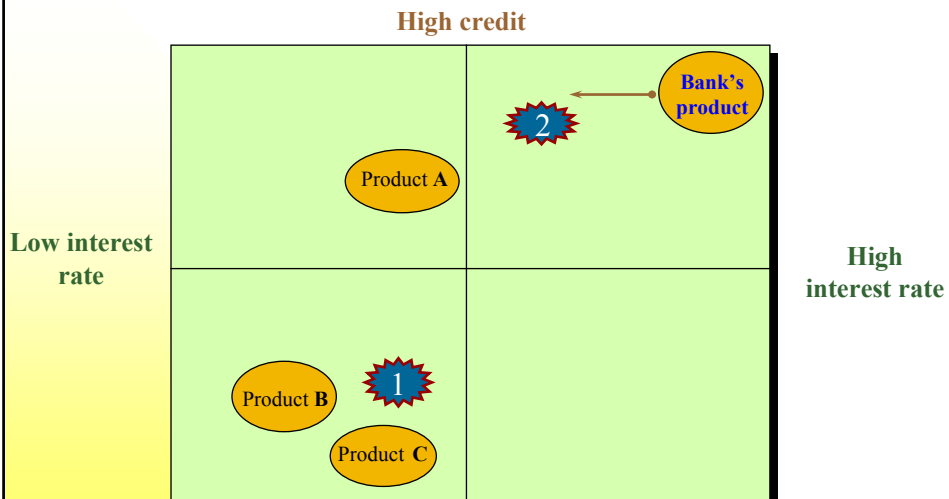 High credit
Bank's
product
2
Product A
Low interest
rate
High
interest rate
1
Product B
Product C